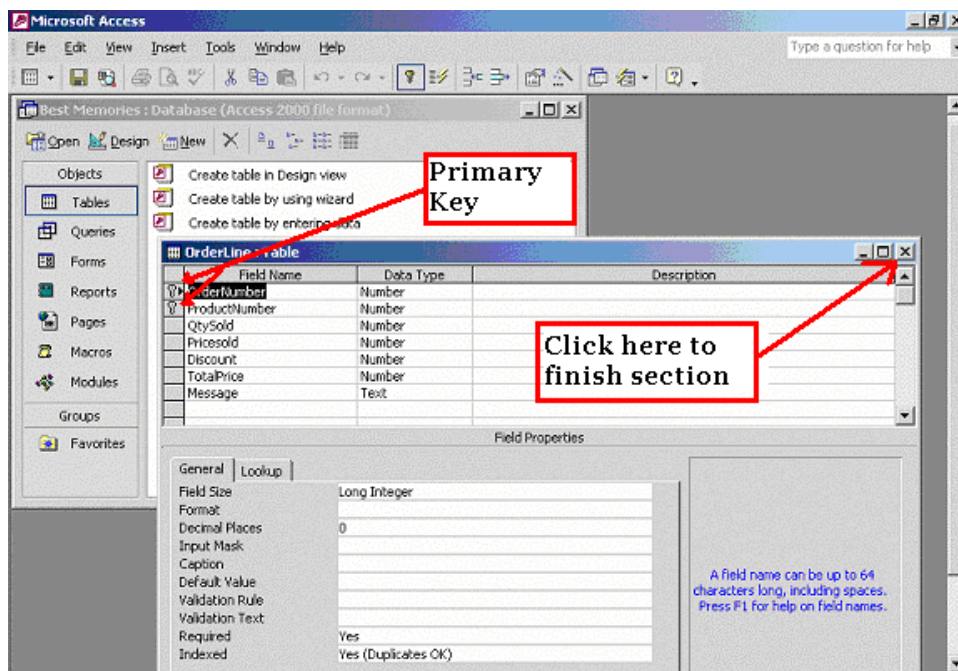 Microsoft Access
File Edit View Insert Tools Window Help
Type a question for help
Best Memories : Database (Access 2000 file format)
Open Design New
Objects
Tables
Queries
Forms
Reports
Pages
Macros
Modules
Groups
Favorites
Create table in Design view
Create table by using wizard
Create table by entering data
Primary
Key
OrderLine : Table
Field Name Data Type Description
OrderNumber Number
ProductNumber Number
QtySold Number
Pricesold Number
Discount Number
TotalPrice Number
Message Text
Click here to
finish section
Field Properties
General Lookup
Field Size Long Integer
Format
Decimal Places 0
Input Mask
Caption
Default Value
Validation Rule
Validation Text
Required Yes
Indexed Yes (Duplicates OK)
A field name can be up to 64
characters long, including spaces.
Press F1 for help on field names.